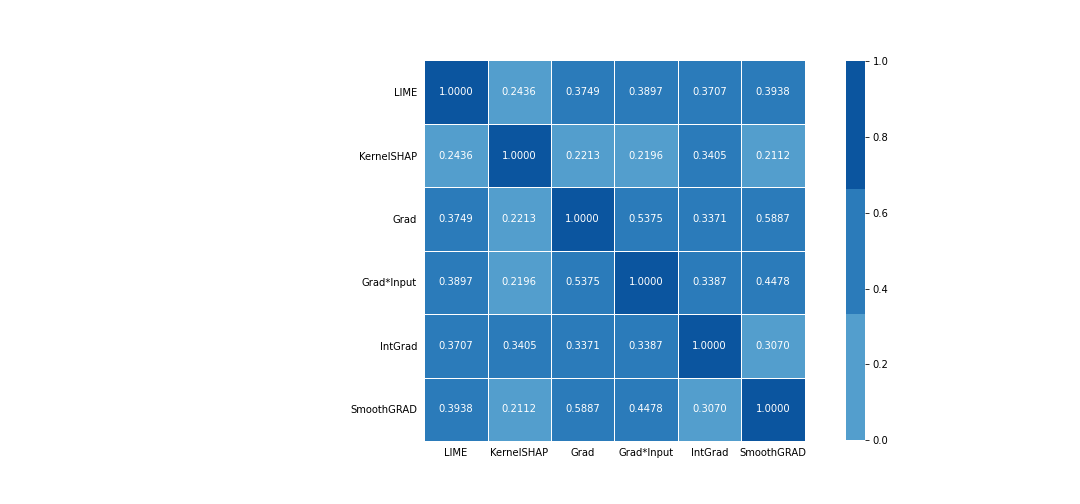 LIME 1.0000 0.2436 0.3749 0.3897 0.3707 0.3938
KernelSHAP 0.2436 1.0000 0.2213 0.2196 0.3405 0.2112
Grad 0.3749 0.2213 1.0000 0.5375 0.3371 0.5887
Grad*Input 0.3897 0.2196 0.5375 1.0000 0.3387 0.4478
IntGrad 0.3707 0.3405 0.3371 0.3387 1.0000 0.3070
SmoothGRAD 0.3938 0.2112 0.5887 0.4478 0.3070 1.0000
LIME KernelSHAP Grad Grad*Input IntGrad SmoothGRAD
1.0
0.8
0.6
0.4
0.2
0.0